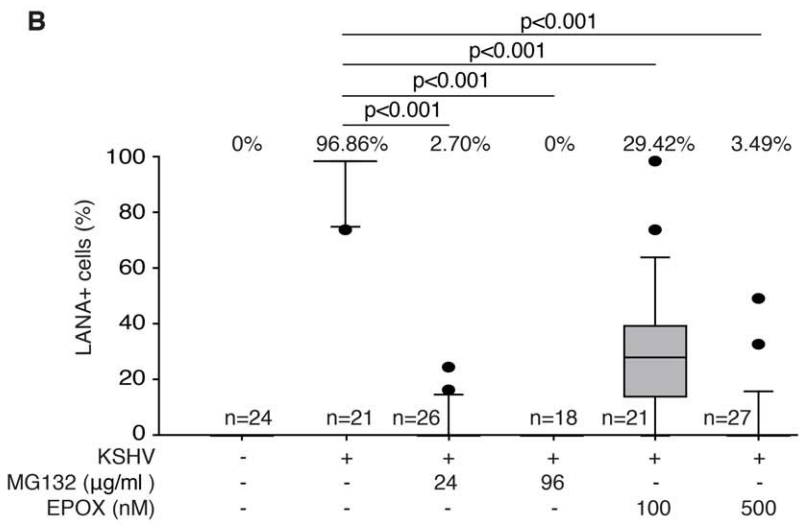 B
p<0.001
p<0.001
p<0.001
p<0.001
0% 96.86% 2.70% 0% 29.42% 3.49%
100
80
60
40
20
0
LANA+ cells (%)
n=24 n=21 n=26 n=18 n=21 n=27
KSHV - + + + + +
MG132 (μg/ml ) - - 24 96 - -
EPOX (nM) - - - - 100 500